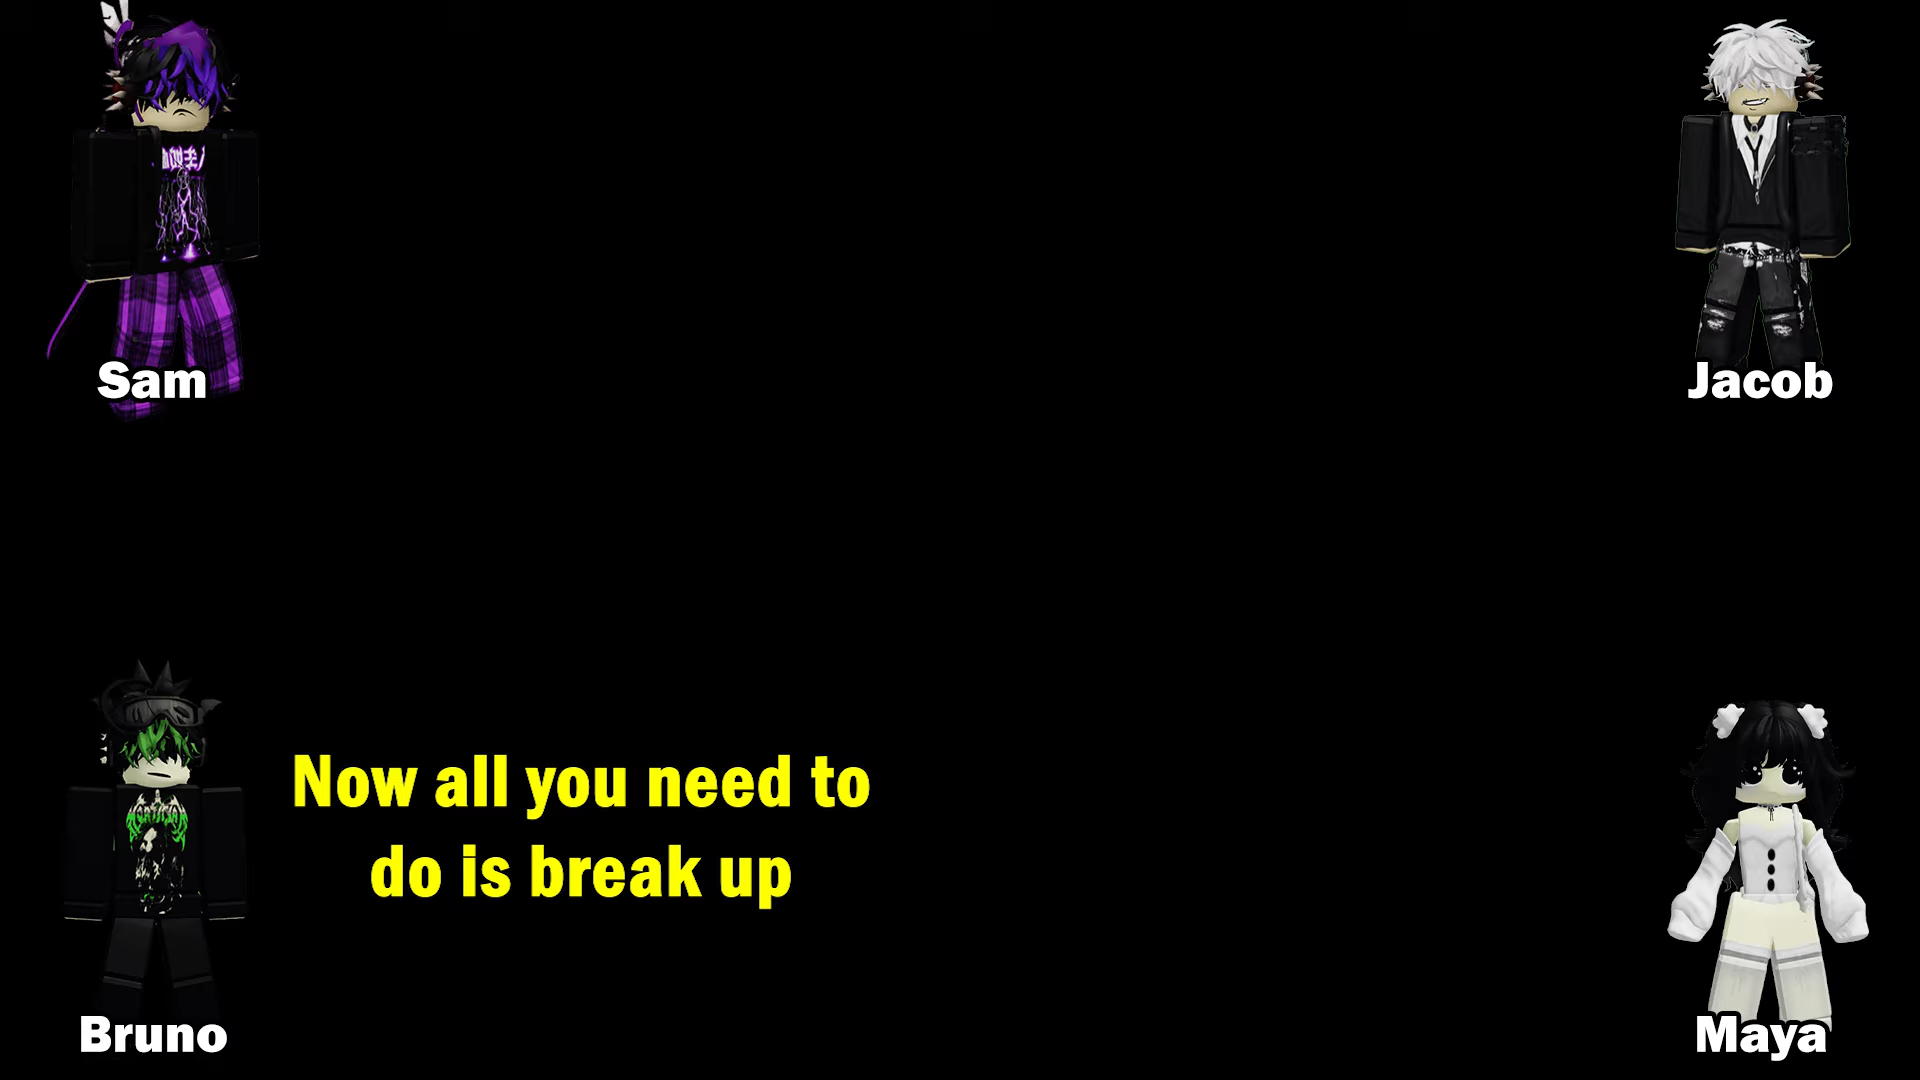 Sam
Jacob
Now all you need to
do is break up
Bruno
Maya